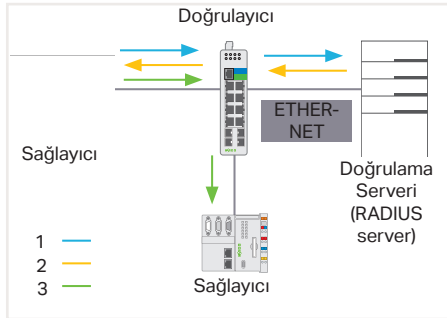 Doğrulayıcı
ETHER-
NET
Sağlayıcı
Doğrulama
Serveri
(RADIUS
server)
1
2
3
Sağlayıcı